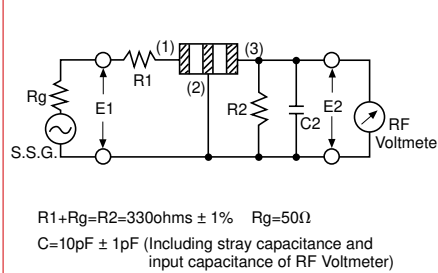 (1)
(3)
R1
(2)
Rg
E1
R2
C2
E2
RF
Voltmete
S.S.G.
R1+Rg=R2=330ohms ± 1% Rg=50Ω
C=10pF ± 1pF (Including stray capacitance and
input capacitance of RF Voltmeter)